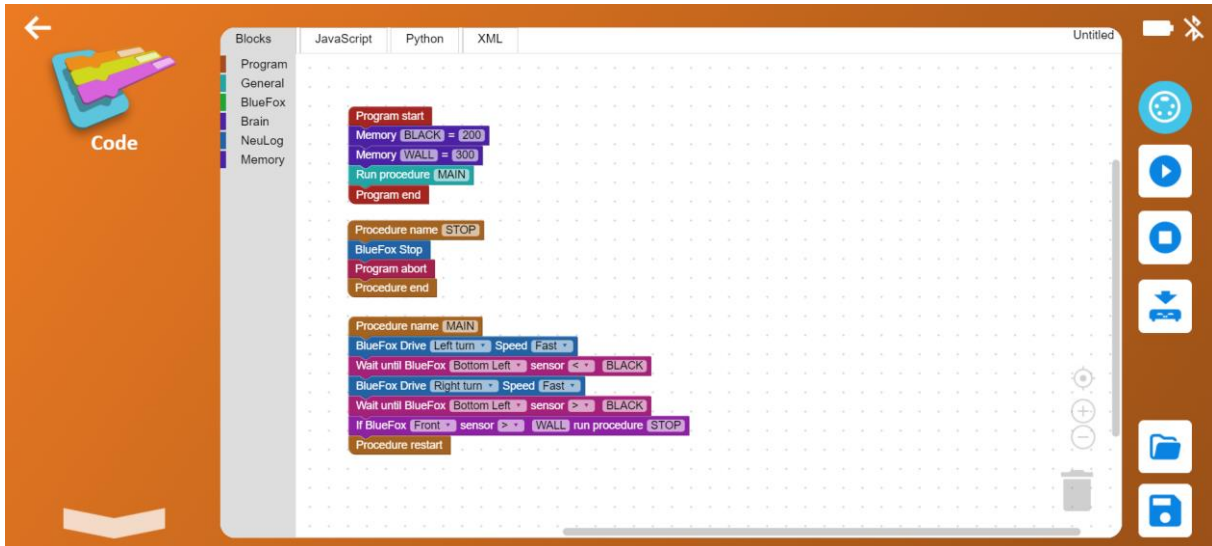 Blocks JavaScript Python XML Untitled
Program
General
BlueFox
Brain
NeuLog
Memory
Code
Program start
Memory BLACK = 200
Memory WALL = 300
Run procedure MAIN
Program end
Procedure name STOP
BlueFox Stop
Program abort
Procedure end
Procedure name MAIN
BlueFox Drive Left turn Speed Fast
Wait until BlueFox Bottom Left sensor < BLACK
BlueFox Drive Right turn Speed Fast
Wait until BlueFox Bottom Left sensor > BLACK
If BlueFox Front sensor > WALL run procedure STOP
Procedure restart